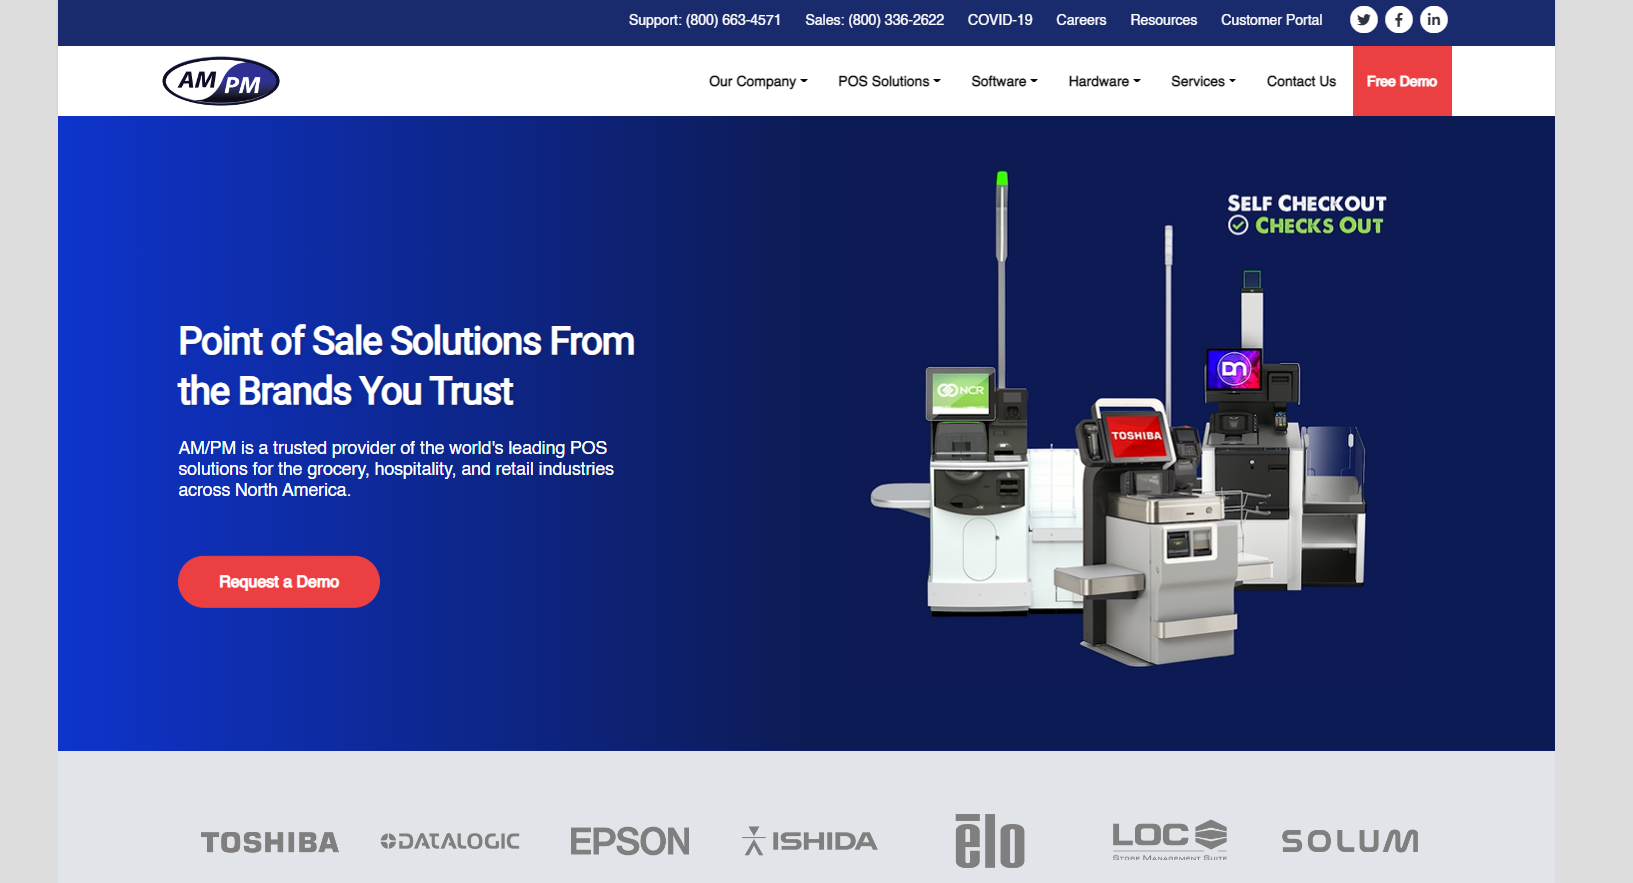 Support: (800) 663-4571 Sales: (800) 336-2622 COVID-19 Careers Resources Customer Portal
AM PM
Our Company POS Solutions Software Hardware Services Contact Us Free Demo
SELF CHECKOUT
CHECKS OUT
Point of Sale Solutions From
the Brands You Trust
AM/PM is a trusted provider of the world's leading POS
solutions for the grocery, hospitality, and retail industries
across North America.
Request a Demo
DN
NCR
TOSHIBA
TOSHIBA DATALOGIC EPSON ISHIDA ēlo LOC SOLUM
STORE MANAGEMENT SUITE